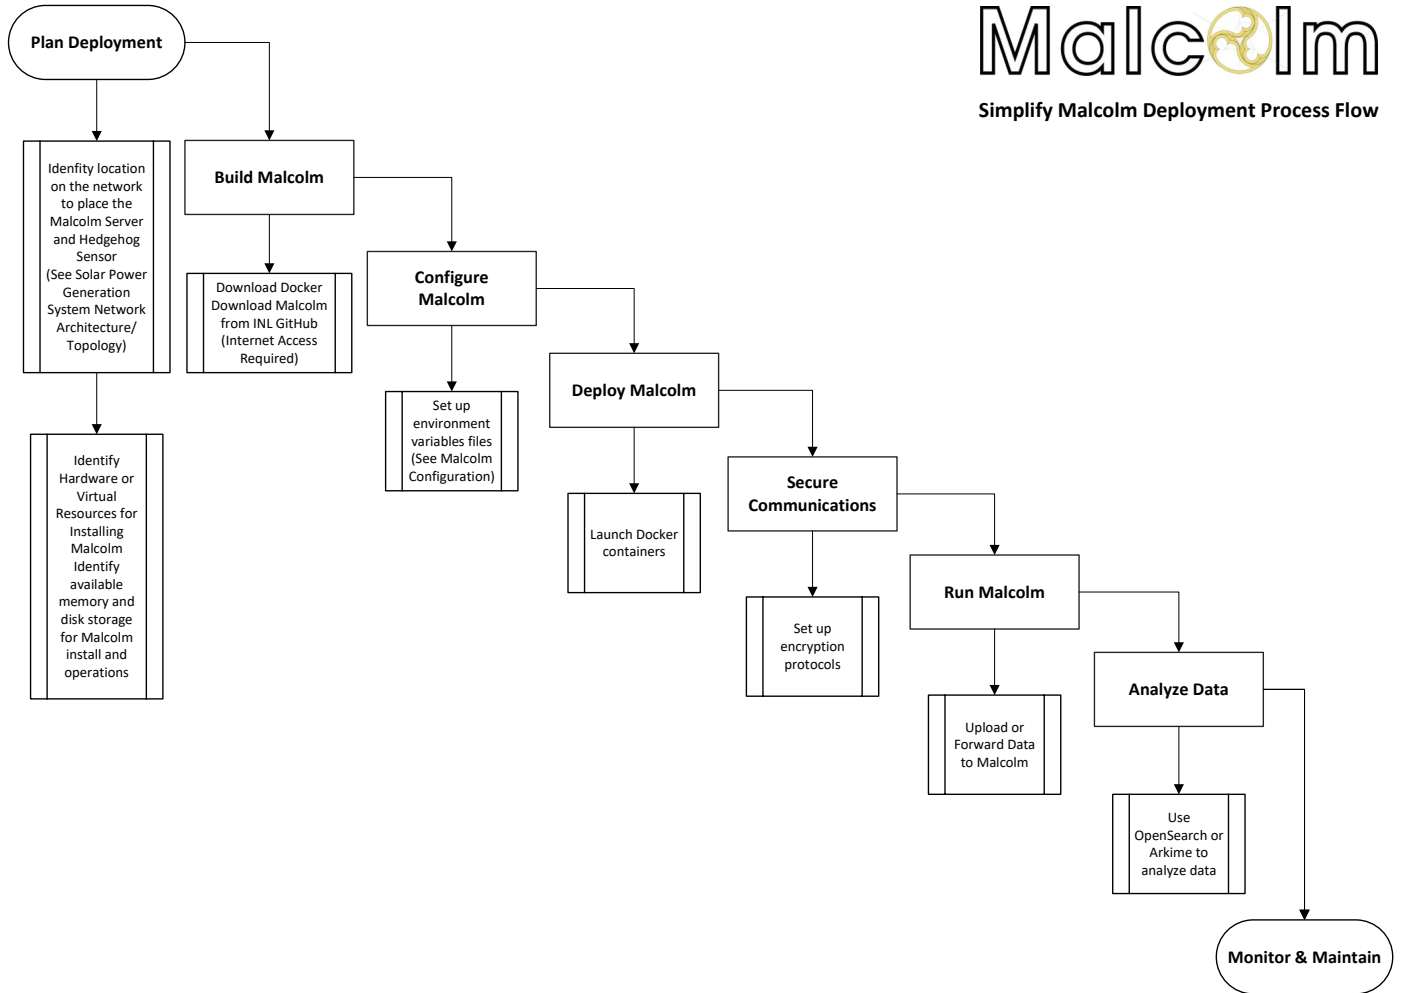 Malcolm
Simplify Malcolm Deployment Process Flow
Plan Deployment
Idenfity location
on the network
to place the
Malcolm Server
and Hedgehog
Sensor
(See Solar Power
Generation
System Network
Architecture/
Topology)
Identify
Hardware or
Virtual
Resources for
Installing
Malcolm
Identify
available
memory and
disk storage
for Malcolm
install and
operations
Build Malcolm
Download Docker
Download Malcolm
from INL GitHub
(Internet Access
Required)
Configure
Malcolm
Set up
environment
variables files
(See Malcolm
Configuration)
Deploy Malcolm
Launch Docker
containers
Secure
Communications
Set up
encryption
protocols
Run Malcolm
Upload or
Forward Data
to Malcolm
Analyze Data
Use
OpenSearch or
Arkime to
analyze data
Monitor & Maintain